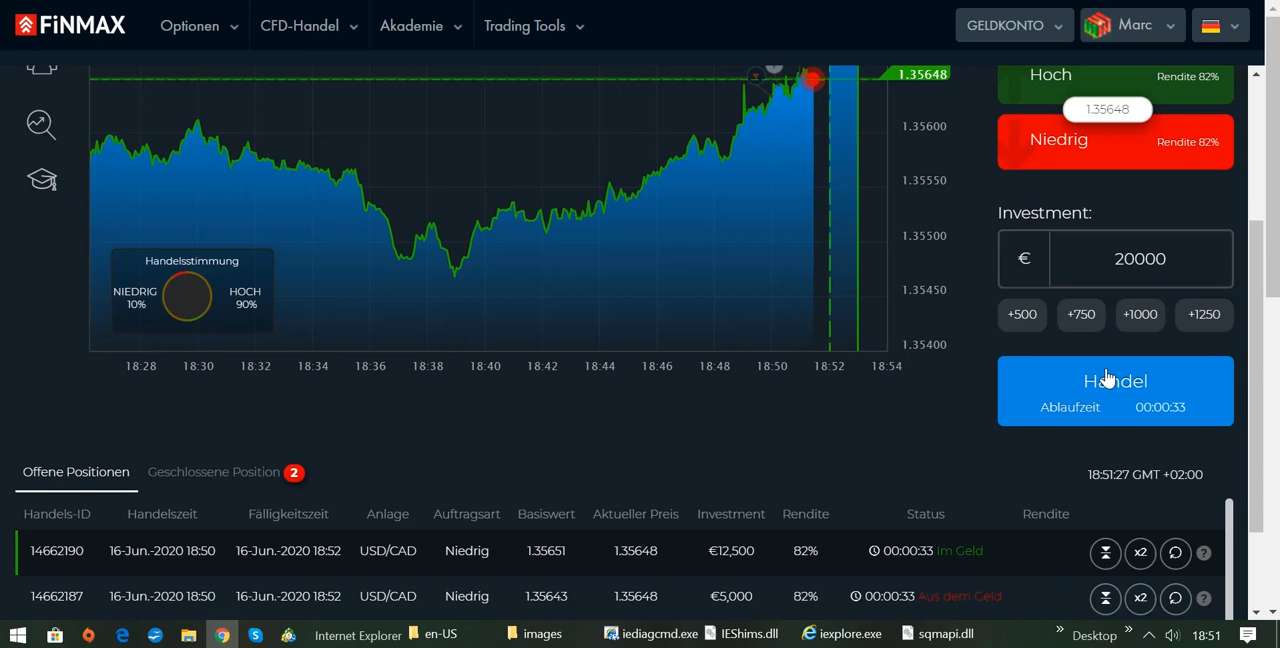 FiNMAX Optionen CFD-Handel Akademie Trading Tools GELDKONTO Marc
1.35648
Hoch Rendite 82%
1.35648
Niedrig Rendite 82%
1.35600
1.35550
1.35500
1.35450
1.35400
Handelsstimmung
NIEDRIG
10%
HOCH
90%
18:28 18:30 18:32 18:34 18:36 18:38 18:40 18:42 18:44 18:46 18:48 18:50 18:52 18:54
Investment:
€ 20000
+500 +750 +1000 +1250
Handel
Ablaufzeit 00:00:33
Offene Positionen Geschlossene Position 2 18:51:27 GMT +02:00
Handels-ID Handelszeit Fälligkeitszeit Anlage Auftragsart Basiswert Aktueller Preis Investment Rendite Status Rendite
14662190 16-Jun.-2020 18:50 16-Jun.-2020 18:52 USD/CAD Niedrig 1.35651 1.35648 €12,500 82% 00:00:33 Im Geld x2 ?
14662187 16-Jun.-2020 18:50 16-Jun.-2020 18:52 USD/CAD Niedrig 1.35643 1.35648 €5,000 82% 00:00:33 Aus dem Geld x2 ?
Internet Explorer en-US images iediagcmd.exe IEShims.dll iexplore.exe sqmapi.dll Desktop 18:51